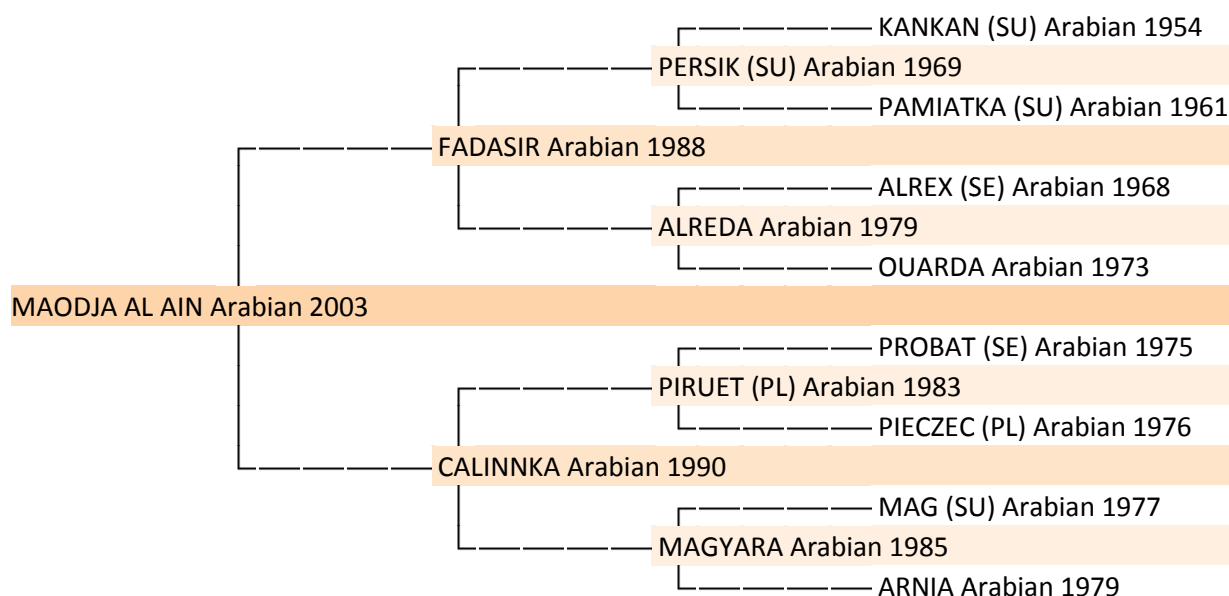 KANKAN (SU) Arabian 1954
PERSIK (SU) Arabian 1969
PAMIATKA (SU) Arabian 1961
FADASIR Arabian 1988
ALREX (SE) Arabian 1968
ALREDA Arabian 1979
OUARDA Arabian 1973
MAODJA AL AIN Arabian 2003
PROBAT (SE) Arabian 1975
PIRUET (PL) Arabian 1983
PIECZEC (PL) Arabian 1976
CALINNKA Arabian 1990
MAG (SU) Arabian 1977
MAGYARA Arabian 1985
ARNIA Arabian 1979